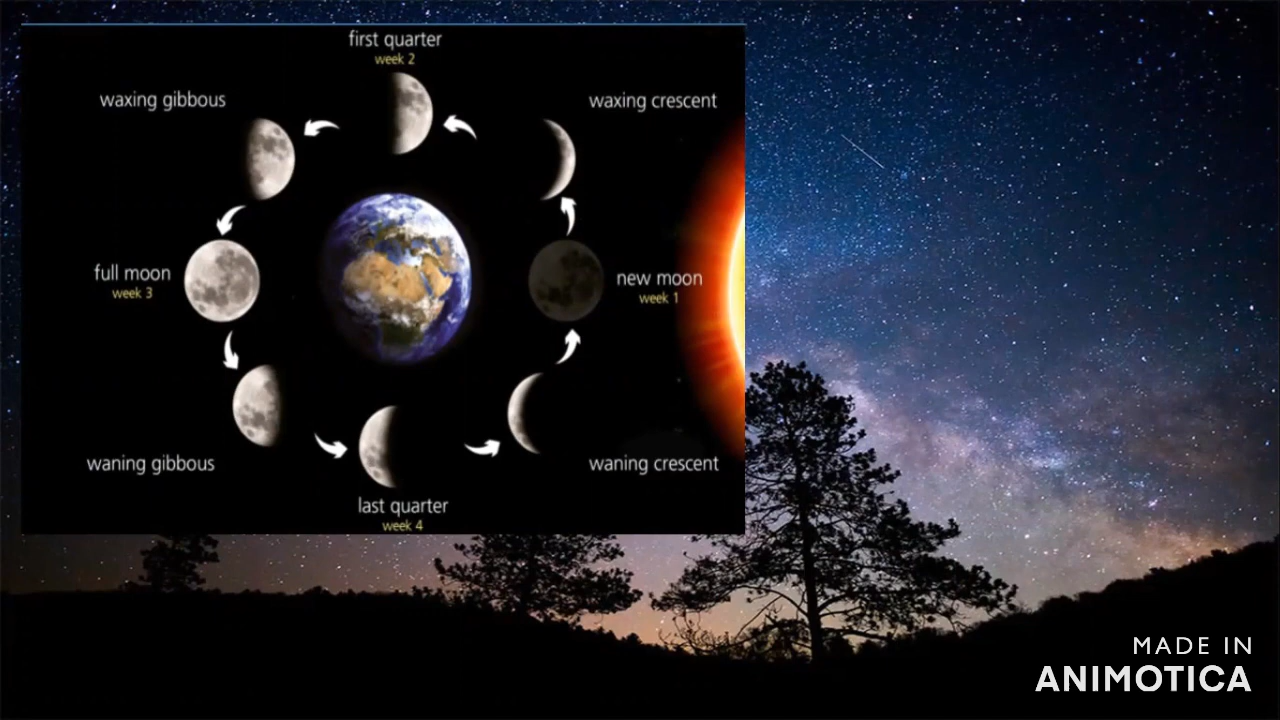 first quarter
week 2
waxing gibbous
waxing crescent
full moon
week 3
new moon
week 1
waning gibbous
waning crescent
last quarter
week 4
MADE IN
ANIMOTICA